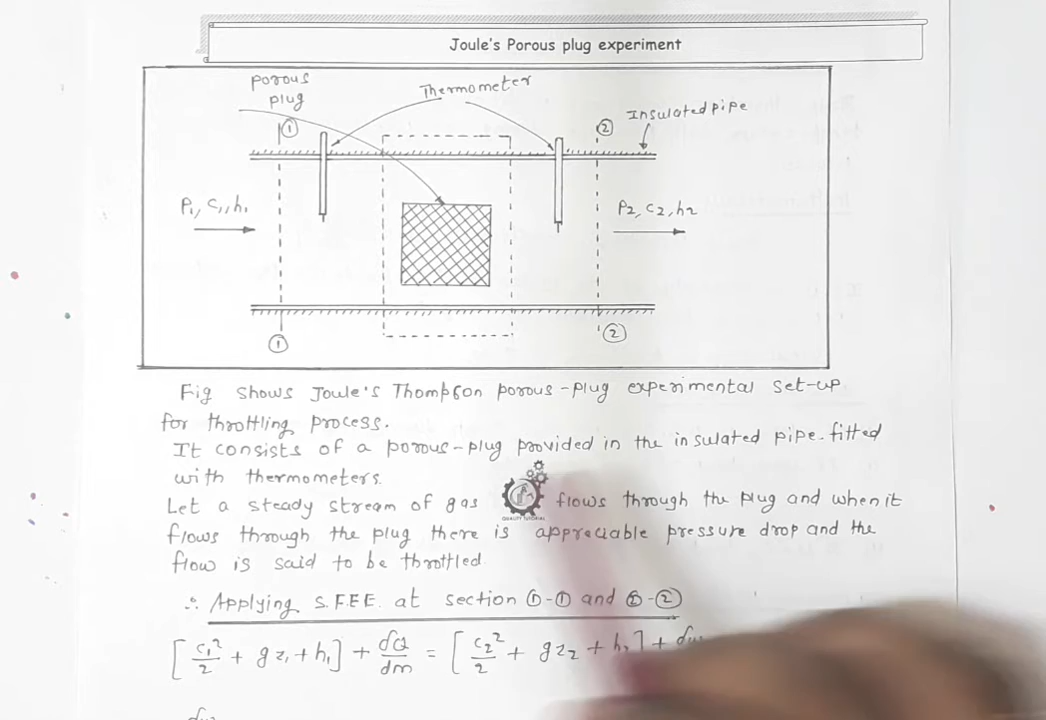 Joule's Porous plug experiment
porous
plug
Thermometer
Insulated pipe
①
②
P1, C1, h1
P2, C2, h2
①
②
Fig shows Joule's Thompson porous-plug experimental set-up
for throttling process.
It consists of a porous-plug provided in the insulated pipe fitted
with thermometers.
Let a steady stream of gas flows through the plug and when it
QUALITY TUTORIAL
flows through the plug there is appreciable pressure drop and the
flow is said to be throttled.
∴ Applying S.F.E.E. at section ①-① and ②-②
[c1²/2 + gz1 + h1] + dQ/dm = [c2²/2 + gz2 + h2] +